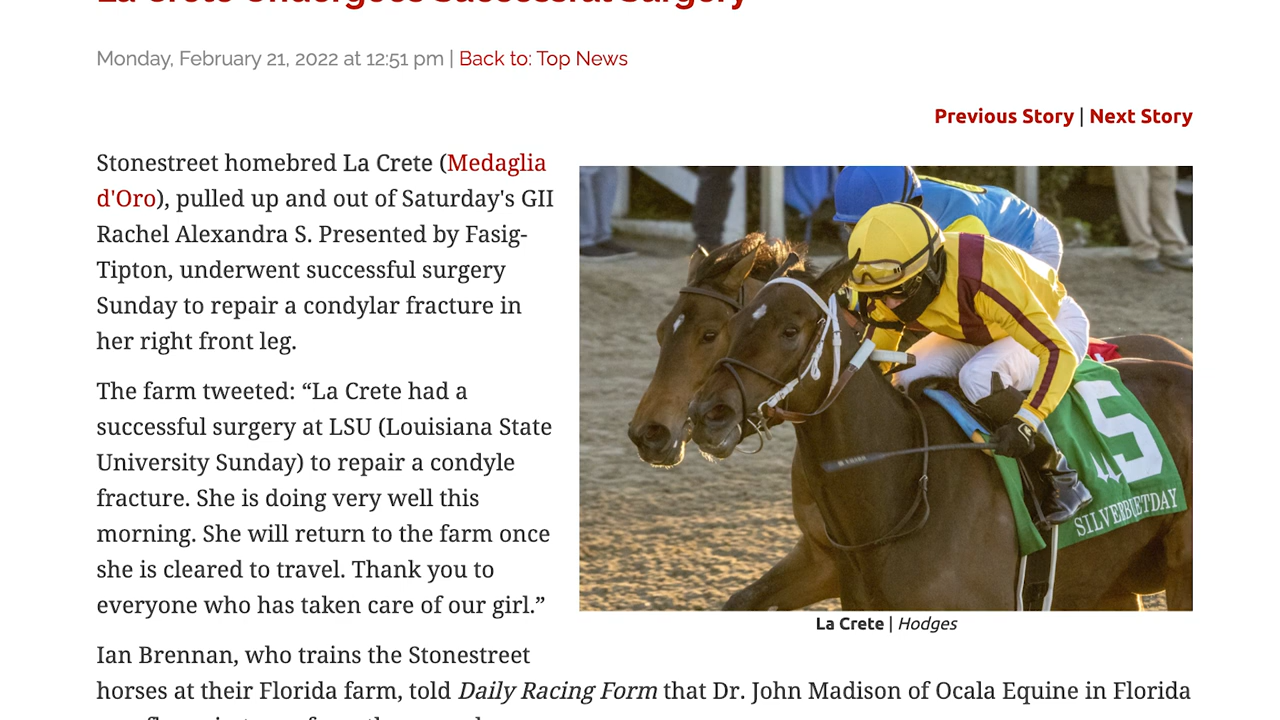 Monday, February 21, 2022 at 12:51 pm | Back to: Top News
Previous Story | Next Story
Stonestreet homebred La Crete (Medaglia
d'Oro), pulled up and out of Saturday's GII
Rachel Alexandra S. Presented by Fasig-
Tipton, underwent successful surgery
Sunday to repair a condylar fracture in
her right front leg.
The farm tweeted: “La Crete had a
successful surgery at LSU (Louisiana State
University Sunday) to repair a condyle
fracture. She is doing very well this
morning. She will return to the farm once
she is cleared to travel. Thank you to
everyone who has taken care of our girl.”
5
La Crete | Hodges
Ian Brennan, who trains the Stonestreet
horses at their Florida farm, told Daily Racing Form that Dr. John Madison of Ocala Equine in Florida